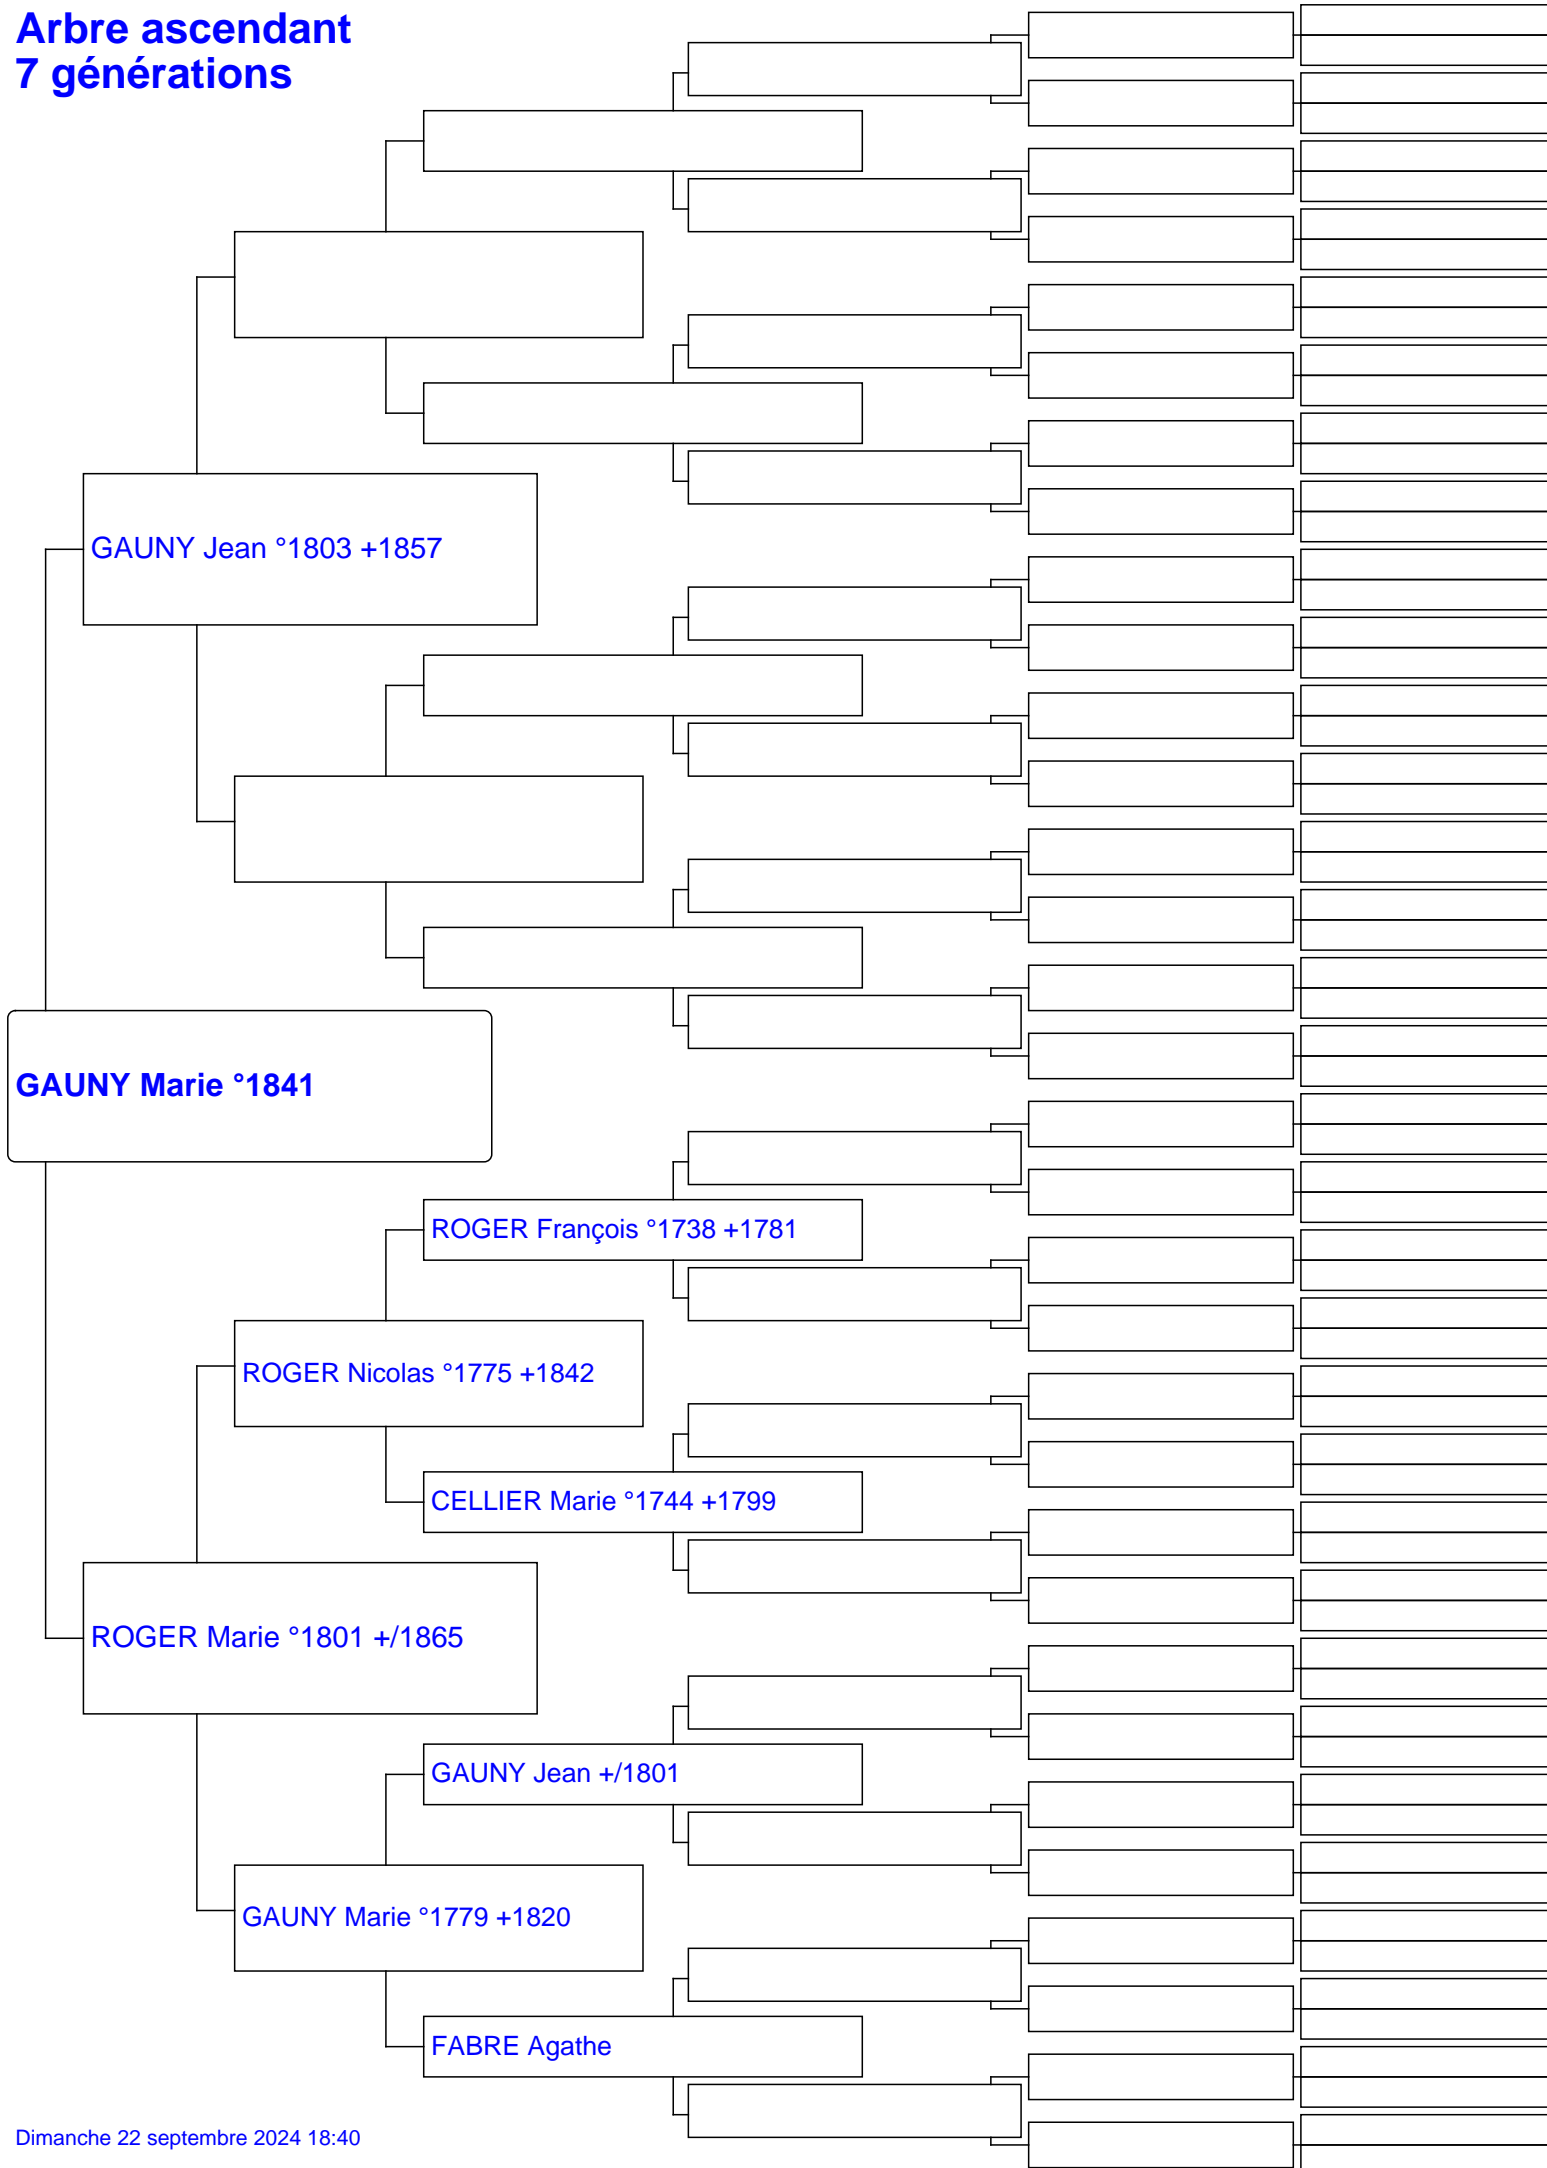 Arbre ascendant
7 générations
GAUNY Jean °1803 +1857
GAUNY Marie °1841
ROGER François °1738 +1781
ROGER Nicolas °1775 +1842
CELLIER Marie °1744 +1799
ROGER Marie °1801 +/1865
GAUNY Jean +/1801
GAUNY Marie °1779 +1820
FABRE Agathe
Dimanche 22 septembre 2024 18:40